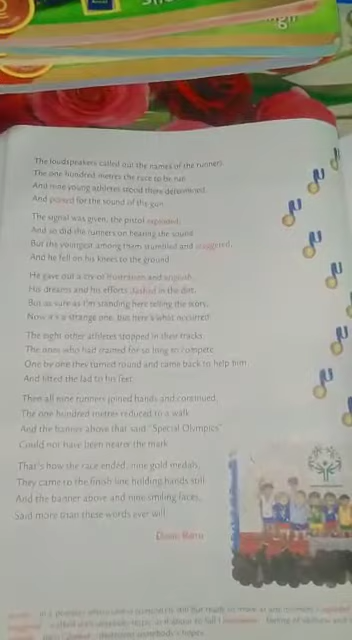 The loudspeakers called out the names of the runners
The one hundred metres the race to be run
And nine young athletes stood there determined
And poised for the sound of the gun
The signal was given, the pistol exploded,
And so did the runners on hearing the sound
But the youngest among them stumbled and staggered,
And he fell on his knees to the ground
He gave out a cry of frustration and anguish,
His dreams and his efforts dashed in the dirt,
But as sure as I'm standing here telling the story,
Now it's a strange one, but here's what occurred
The eight other athletes stopped in their tracks
The ones who had trained for so long to compete
One by one they turned round and came back to help him
And lifted the lad to his feet
Then all nine runners joined hands and continued,
The one hundred metres reduced to a walk
And the banner above that said "Special Olympics"
Could not have been nearer the mark
That's how the race ended, nine gold medals,
They came to the finish line holding hands still
And the banner above and nine smiling faces,
Said more than these words ever will